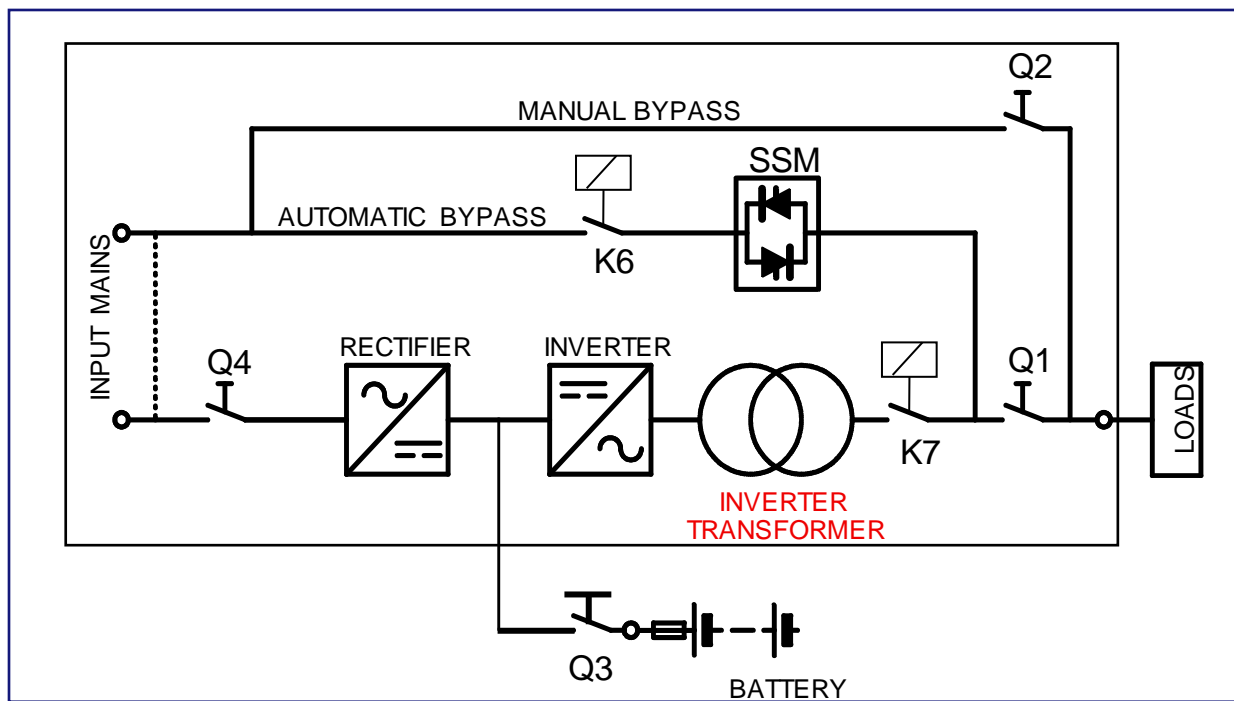 Q2
MANUAL BYPASS
SSM
AUTOMATIC BYPASS
K6
INPUT MAINS
Q4
RECTIFIER
INVERTER
Q1
LOADS
K7
INVERTER
TRANSFORMER
Q3
BATTERY